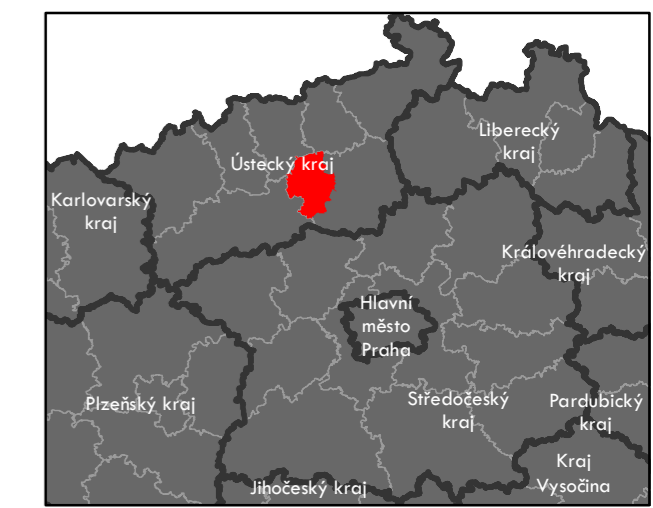 Liberecký
kraj
Ústecký kraj
Karlovarský
kraj
Královéhradecký
kraj
Hlavní
město
Praha
Plzeňský kraj
Středočeský
kraj
Pardubický
kraj
Kraj
Vysočina
Jihočeský kraj